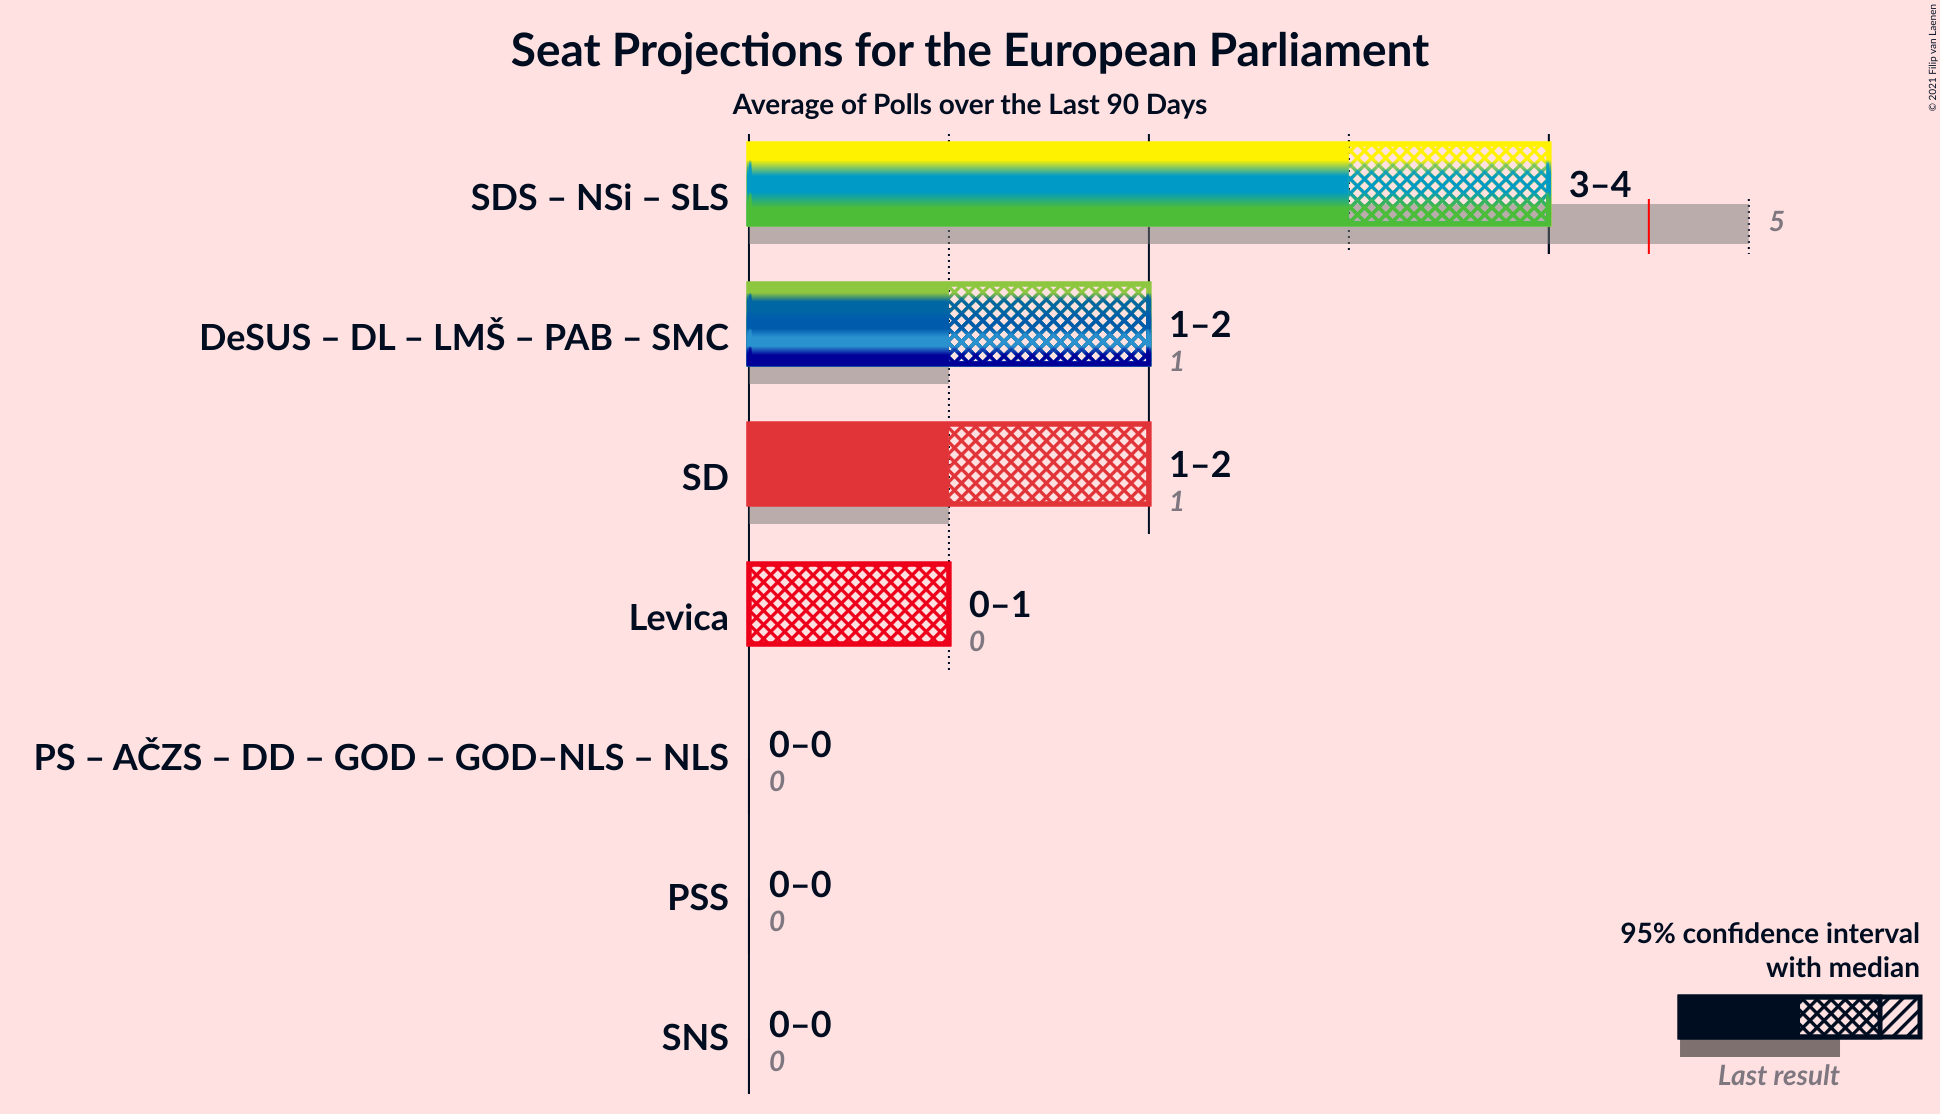 Seat Projections for the European Parliament
Average of Polls over the Last 90 Days
© 2021 Filip van Laenen
SDS – NSi – SLS
3–4
5
DeSUS – DL – LMŠ – PAB – SMC
1–2
1
SD
1–2
1
Levica
0–1
0
PS – AČZS – DD – GOD – GOD–NLS – NLS
0–0
0
PSS
0–0
0
SNS
0–0
0
95% confidence interval
with median
Last result